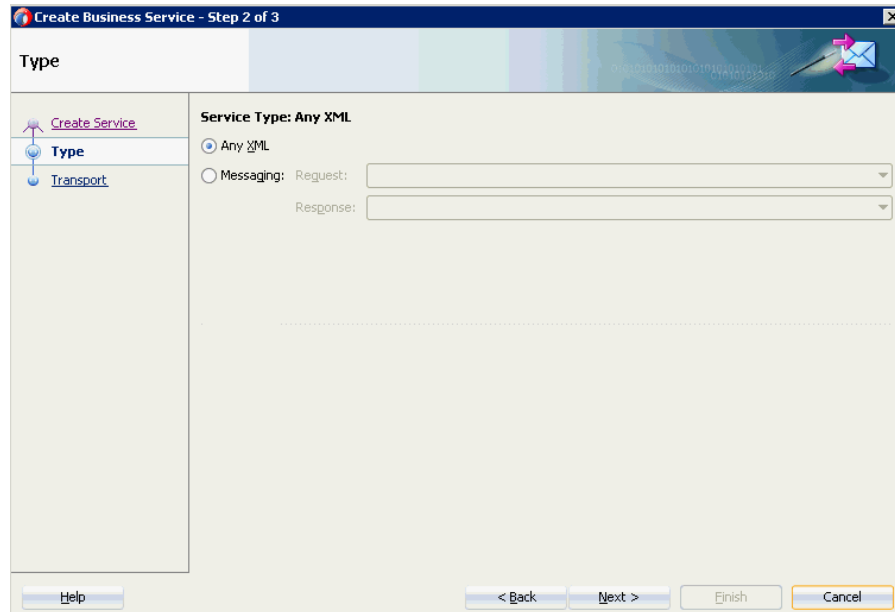 Create Business Service - Step 2 of 3
Type
Create Service
Type
Transport
Service Type: Any XML
Any XML
Messaging: Request:
Response:
Help
< Back
Next >
Finish
Cancel